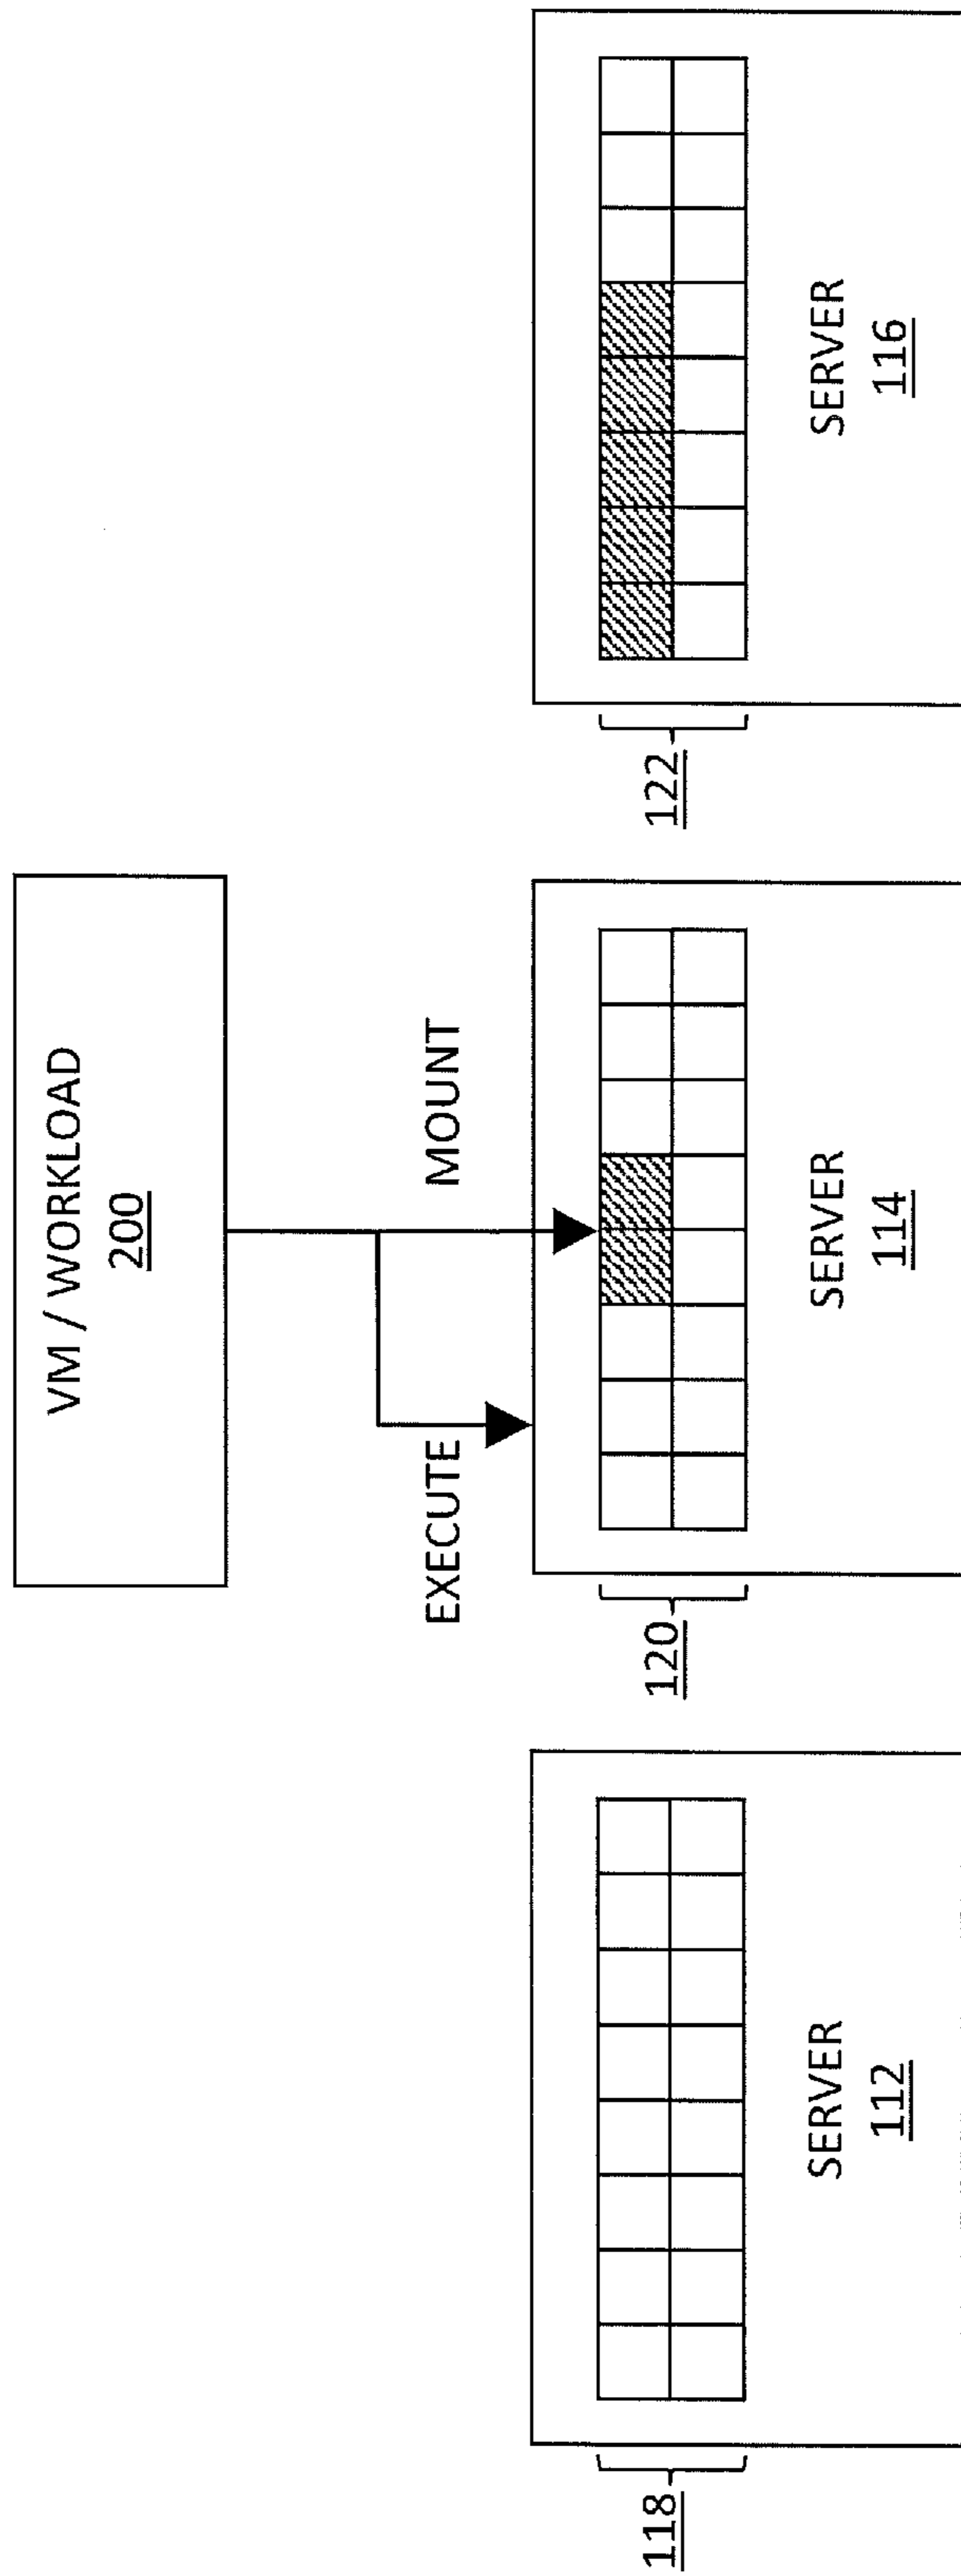 VM / WORKLOAD
200
EXECUTE
MOUNT
118
120
122
SERVER
112
SERVER
114
SERVER
116